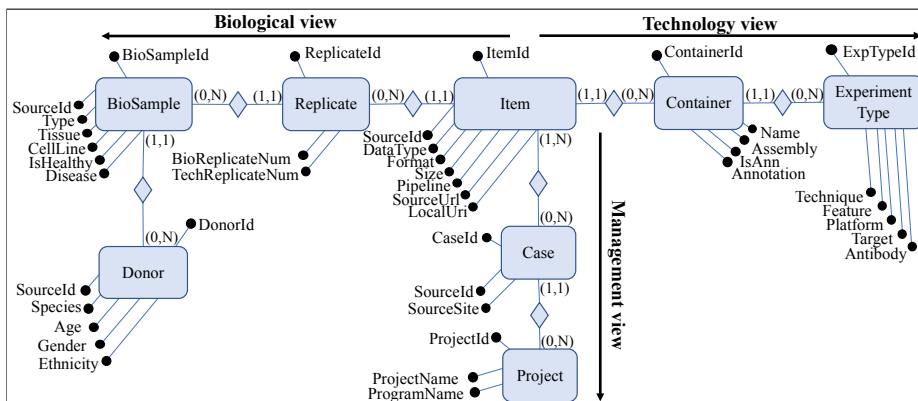 Biological view
Technology view
BioSampleId
ReplicateId
ItemId
ContainerId
ExpTypeId
BioSample
(0,N)
(1,1)
Replicate
(0,N)
(1,1)
Item
(1,1)
(0,N)
Container
(1,1)
(0,N)
Experiment
Type
SourceId
Type
Tissue
CellLine
IsHealthy
Disease
(1,1)
BioReplicateNum
TechReplicateNum
SourceId
DataType
Format
Size
Pipeline
SourceUrl
LocalUri
(1,N)
Name
Assembly
IsAnn
Annotation
Technique
Feature
Platform
Target
Antibody
Management view
(0,N)
DonorId
Donor
SourceId
Species
Age
Gender
Ethnicity
(0,N)
CaseId
Case
SourceId
SourceSite
(1,1)
ProjectId
(0,N)
Project
ProjectName
ProgramName